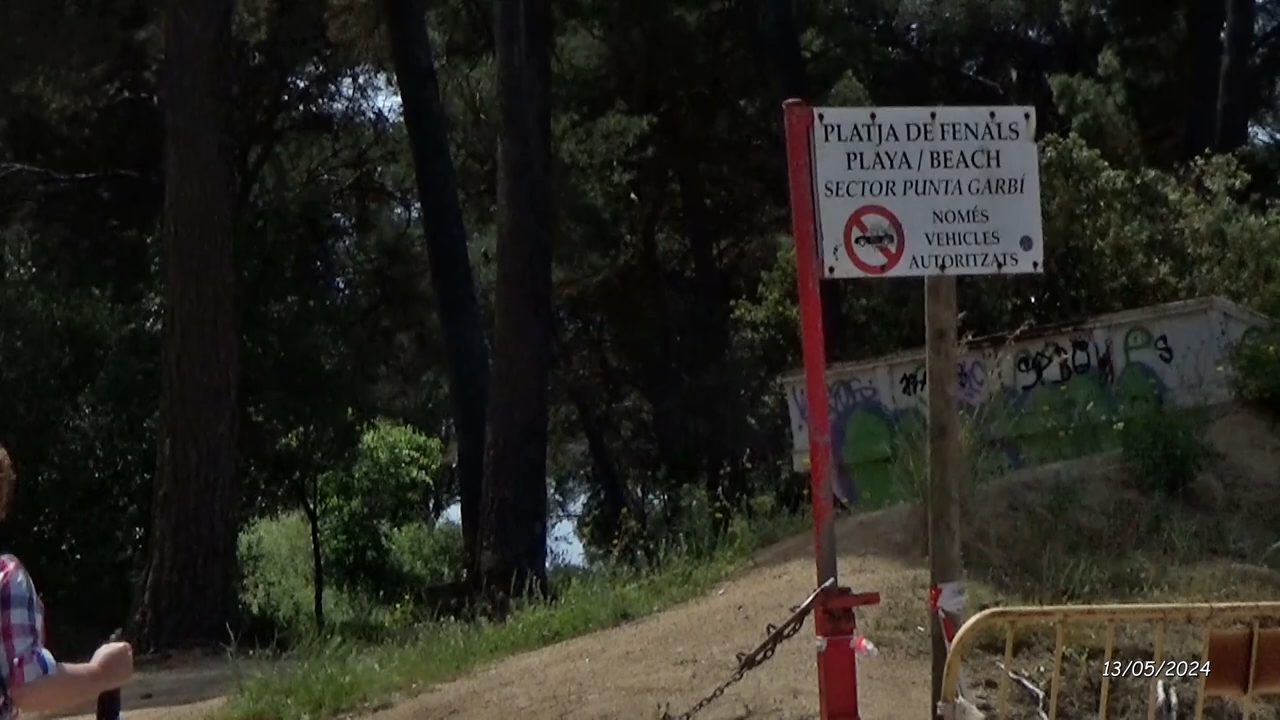 PLATJA DE FENALS
PLAYA / BEACH
SECTOR PUNTA GARBÍ
NOMÉS
VEHICLES
AUTORITZATS
13/05/2024